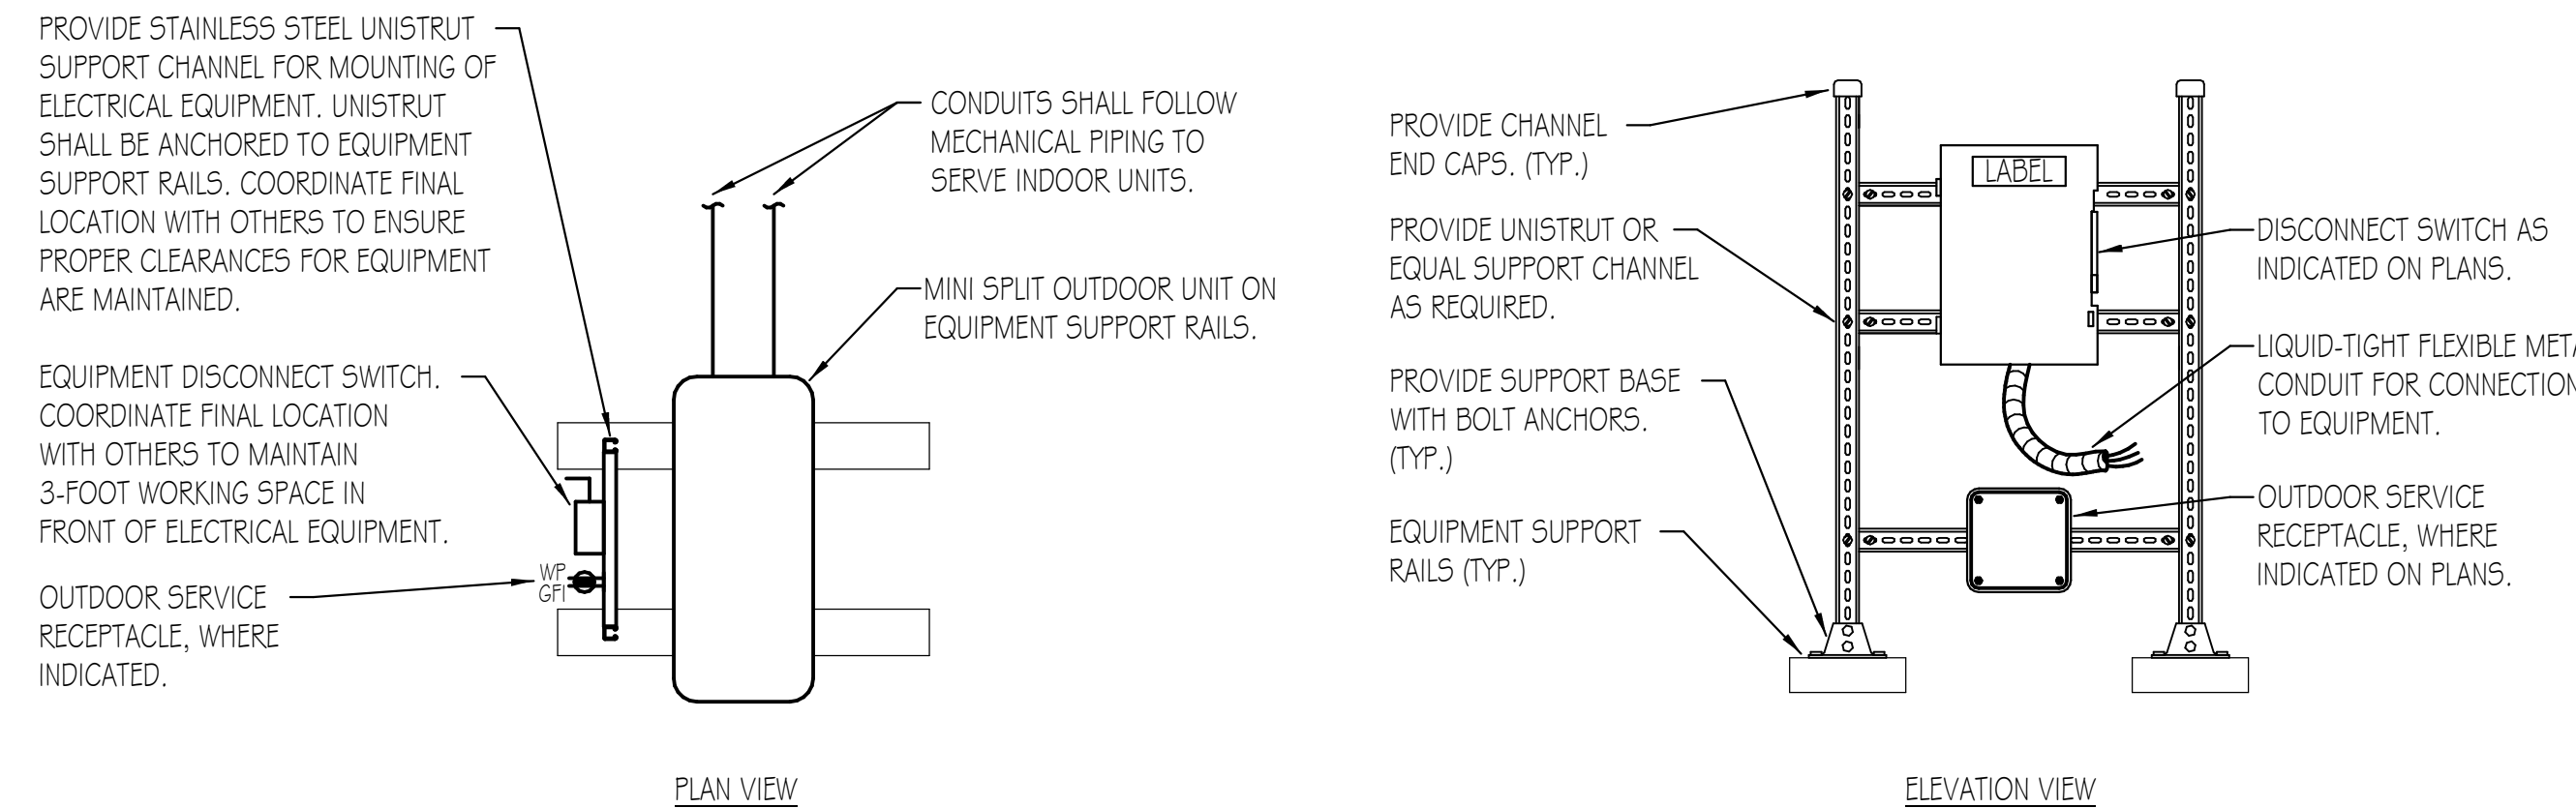 PROVIDE STAINLESS STEEL UNISTRUT
SUPPORT CHANNEL FOR MOUNTING OF
ELECTRICAL EQUIPMENT. UNISTRUT
SHALL BE ANCHORED TO EQUIPMENT
SUPPORT RAILS. COORDINATE FINAL
LOCATION WITH OTHERS TO ENSURE
PROPER CLEARANCES FOR EQUIPMENT
ARE MAINTAINED.
EQUIPMENT DISCONNECT SWITCH.
COORDINATE FINAL LOCATION
WITH OTHERS TO MAINTAIN
3-FOOT WORKING SPACE IN
FRONT OF ELECTRICAL EQUIPMENT.
OUTDOOR SERVICE
RECEPTACLE, WHERE
INDICATED.
WP
GFI
CONDUITS SHALL FOLLOW
MECHANICAL PIPING TO
SERVE INDOOR UNITS.
MINI SPLIT OUTDOOR UNIT ON
EQUIPMENT SUPPORT RAILS.
PLAN VIEW
PROVIDE CHANNEL
END CAPS. (TYP.)
PROVIDE UNISTRUT OR
EQUAL SUPPORT CHANNEL
AS REQUIRED.
PROVIDE SUPPORT BASE
WITH BOLT ANCHORS.
(TYP.)
EQUIPMENT SUPPORT
RAILS (TYP.)
LABEL
DISCONNECT SWITCH AS
INDICATED ON PLANS.
LIQUID-TIGHT FLEXIBLE META
CONDUIT FOR CONNECTION
TO EQUIPMENT.
OUTDOOR SERVICE
RECEPTACLE, WHERE
INDICATED ON PLANS.
ELEVATION VIEW